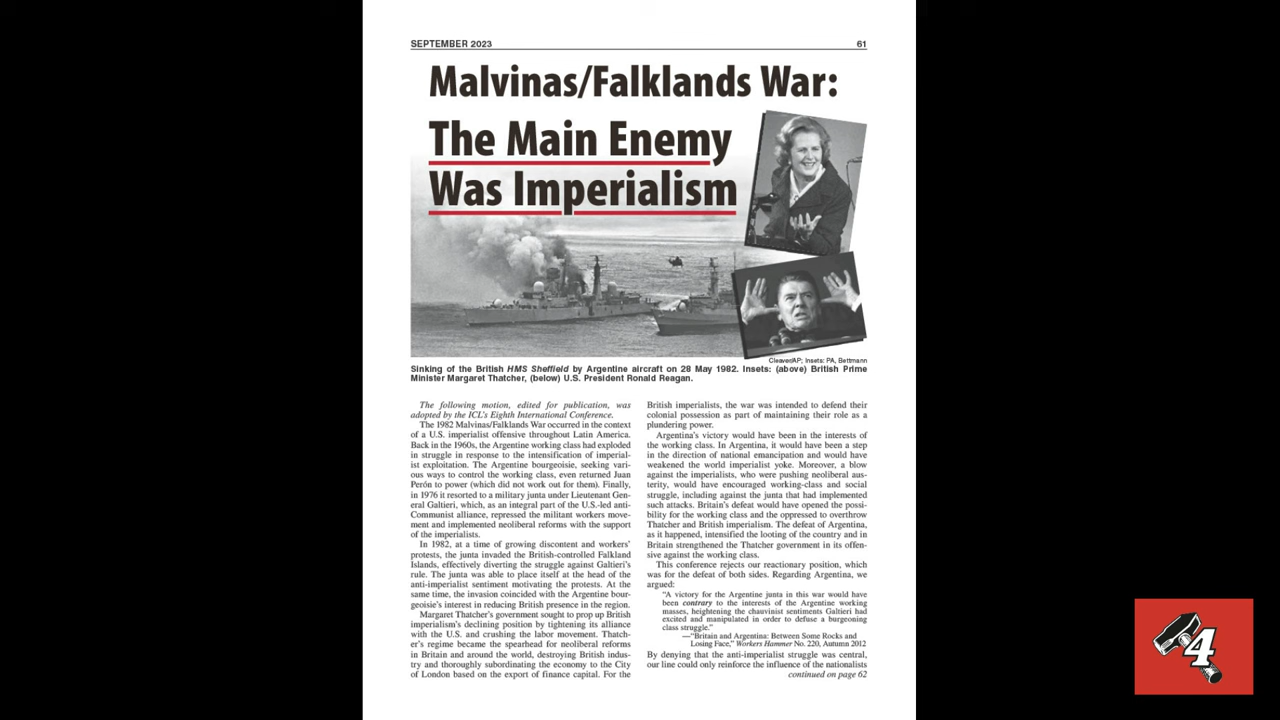 SEPTEMBER 2023
61
Malvinas/Falklands War:
The Main Enemy
Was Imperialism
Cleaver/AP; Insets: PA, Bettmann
Sinking of the British HMS Sheffield by Argentine aircraft on 28 May 1982. Insets: (above) British Prime
Minister Margaret Thatcher, (below) U.S. President Ronald Reagan.
The following motion, edited for publication, was
adopted by the ICL's Eighth International Conference.
The 1982 Malvinas/Falklands War occurred in the context
of a U.S. imperialist offensive throughout Latin America.
Back in the 1960s, the Argentine working class had exploded
in struggle in response to the intensification of imperial-
ist exploitation. The Argentine bourgeoisie, seeking vari-
ous ways to control the working class, even returned Juan
Perón to power (which did not work out for them). Finally,
in 1976 it resorted to a military junta under Lieutenant Gen-
eral Galtieri, which, as an integral part of the U.S.-led anti-
Communist alliance, repressed the militant workers move-
ment and implemented neoliberal reforms with the support
of the imperialists.
In 1982, at a time of growing discontent and workers'
protests, the junta invaded the British-controlled Falkland
Islands, effectively diverting the struggle against Galtieri's
rule. The junta was able to place itself at the head of the
anti-imperialist sentiment motivating the protests. At the
same time, the invasion coincided with the Argentine bour-
geoisie's interest in reducing British presence in the region.
Margaret Thatcher's government sought to prop up British
imperialism's declining position by tightening its alliance
with the U.S. and crushing the labor movement. Thatch-
er's regime became the spearhead for neoliberal reforms
in Britain and around the world, destroying British indus-
try and thoroughly subordinating the economy to the City
of London based on the export of finance capital. For the
British imperialists, the war was intended to defend their
colonial possession as part of maintaining their role as a
plundering power.
Argentina's victory would have been in the interests of
the working class. In Argentina, it would have been a step
in the direction of national emancipation and would have
weakened the world imperialist yoke. Moreover, a blow
against the imperialists, who were pushing neoliberal aus-
terity, would have encouraged working-class and social
struggle, including against the junta that had implemented
such attacks. Britain's defeat would have opened the possi-
bility for the working class and the oppressed to overthrow
Thatcher and British imperialism. The defeat of Argentina,
as it happened, intensified the looting of the country and in
Britain strengthened the Thatcher government in its offen-
sive against the working class.
This conference rejects our reactionary position, which
was for the defeat of both sides. Regarding Argentina, we
argued:
"A victory for the Argentine junta in this war would have
been contrary to the interests of the Argentine working
masses, heightening the chauvinist sentiments Galtieri had
excited and manipulated in order to defuse a burgeoning
class struggle."
—"Britain and Argentina: Between Some Rocks and
Losing Face," Workers Hammer No. 220, Autumn 2012
By denying that the anti-imperialist struggle was central,
our line could only reinforce the influence of the nationalists
continued on page 62
4